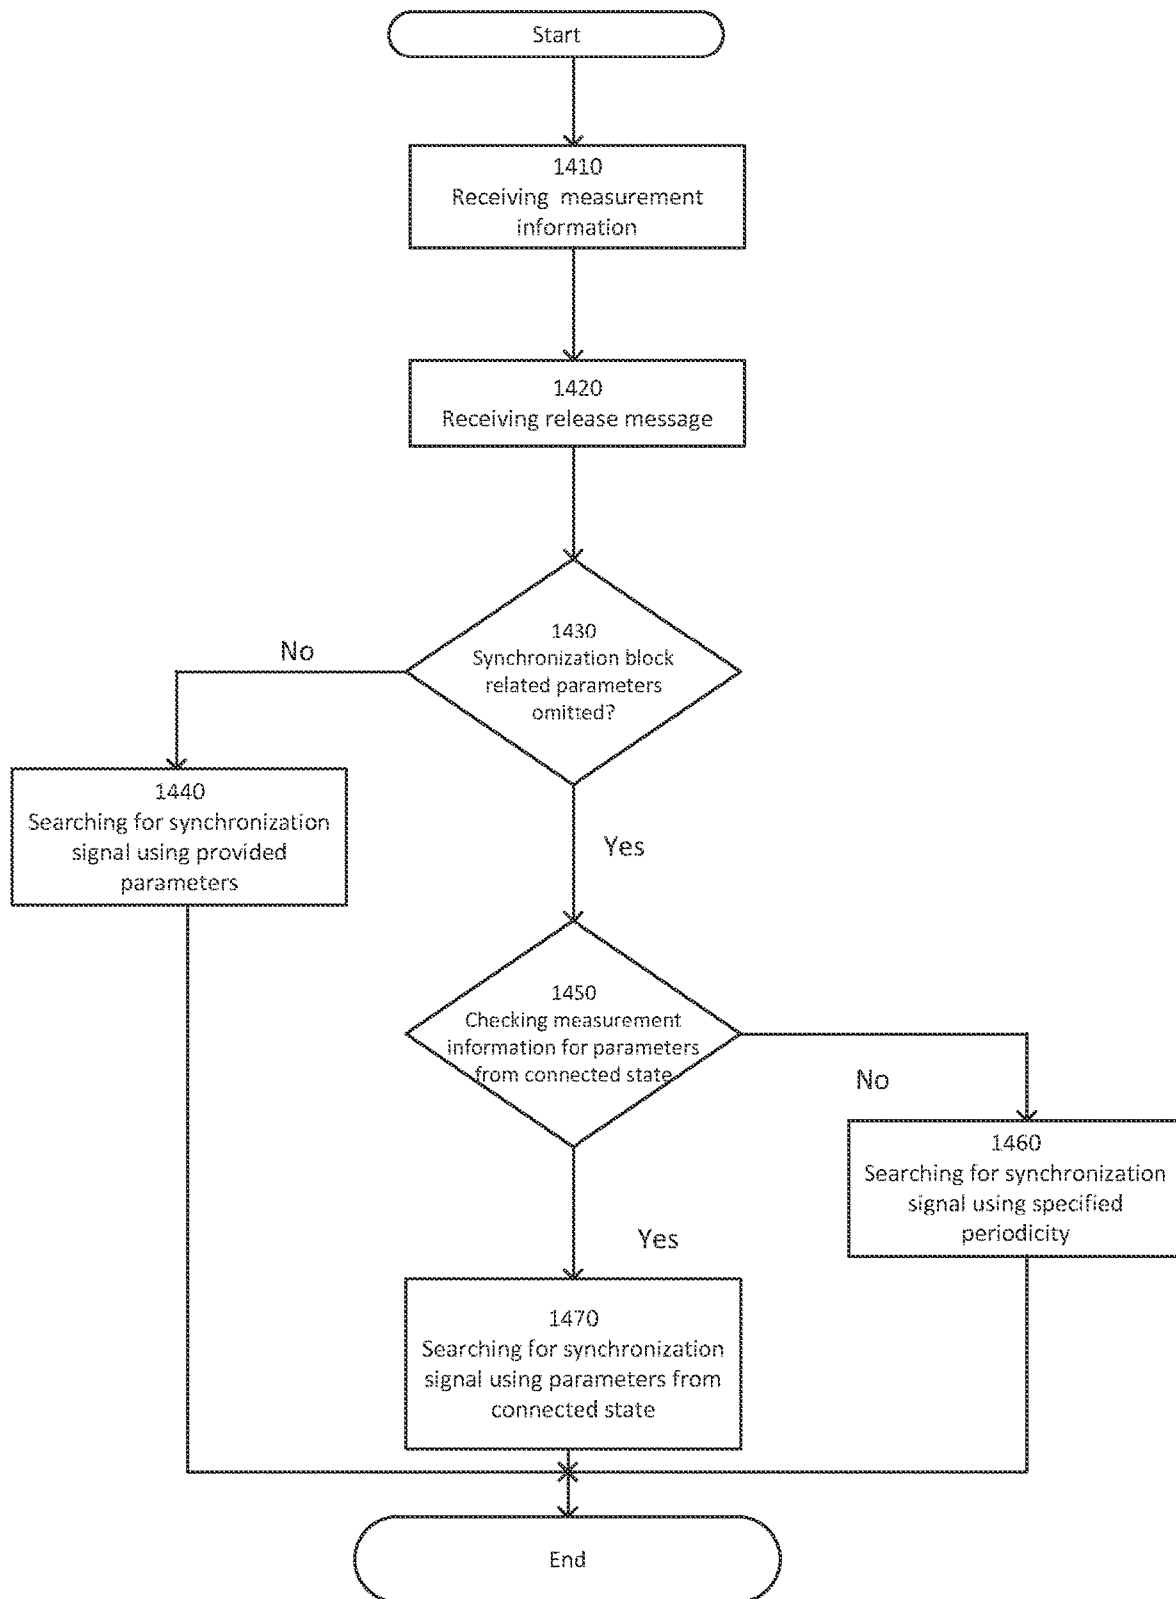 Start
1410
Receiving measurement
information
1420
Receiving release message
1430
Synchronization block
related parameters
omitted?
No
1440
Searching for synchronization
signal using provided
parameters
Yes
1450
Checking measurement
information for parameters
from connected state
No
1460
Searching for synchronization
signal using specified
periodicity
Yes
1470
Searching for synchronization
signal using parameters from
connected state
End